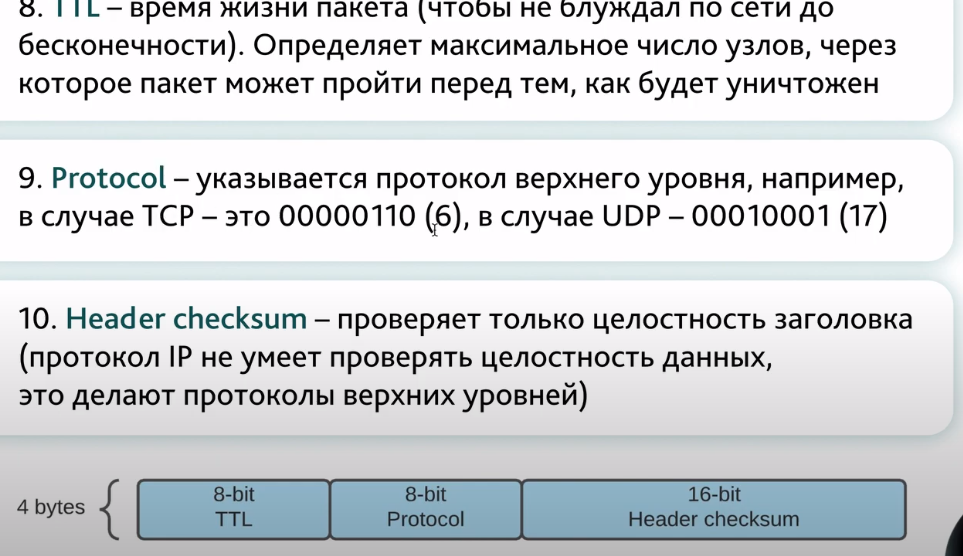 8. TTL – время жизни пакета (чтобы не блуждал по сети до
бесконечности). Определяет максимальное число узлов, через
которое пакет может пройти перед тем, как будет уничтожен
9. Protocol – указывается протокол верхнего уровня, например,
в случае TCP – это 00000110 (6), в случае UDP – 00010001 (17)
10. Header checksum – проверяет только целостность заголовка
(протокол IP не умеет проверять целостность данных,
это делают протоколы верхних уровней)
4 bytes
8-bit
TTL
8-bit
Protocol
16-bit
Header checksum